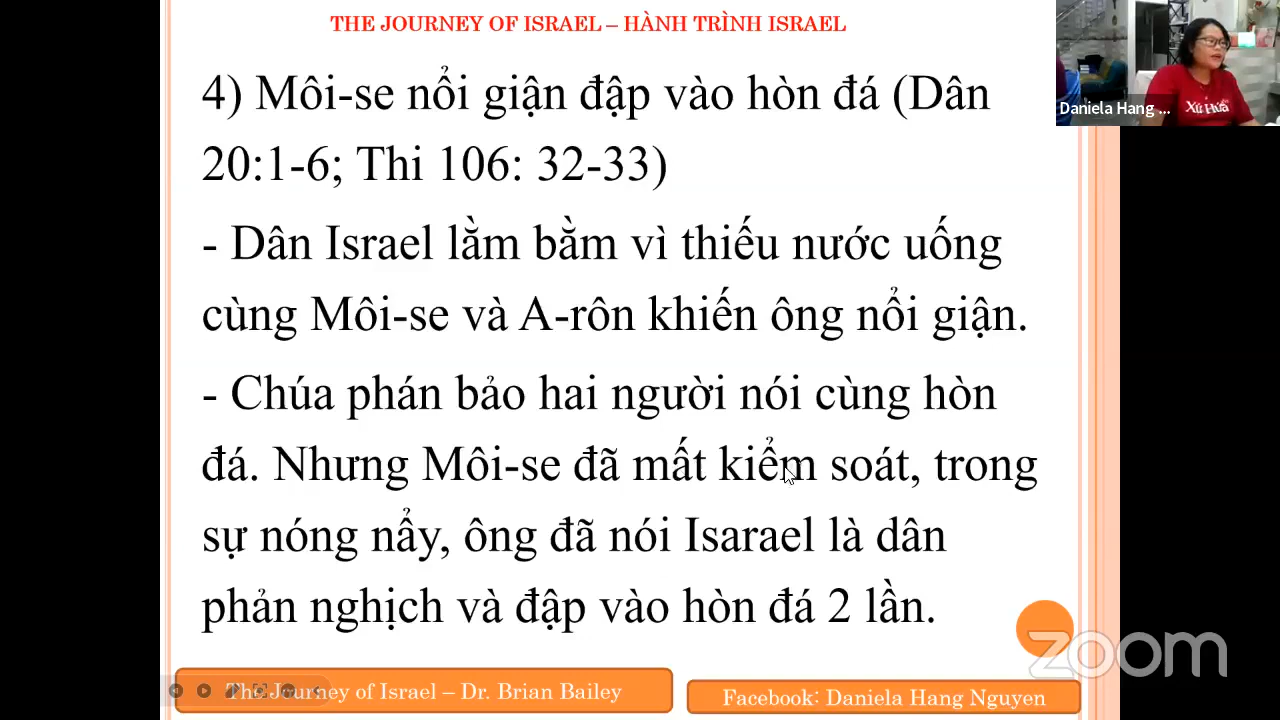 THE JOURNEY OF ISRAEL – HÀNH TRÌNH ISRAEL
Daniela Hang ...
Xứ Hứa
4) Môi-se nổi giận đập vào hòn đá (Dân
20:1-6; Thi 106: 32-33)
- Dân Israel lằm bằm vì thiếu nước uống
cùng Môi-se và A-rôn khiến ông nổi giận.
- Chúa phán bảo hai người nói cùng hòn
đá. Nhưng Môi-se đã mất kiểm soát, trong
sự nóng nẩy, ông đã nói Isarael là dân
phản nghịch và đập vào hòn đá 2 lần.
zoom
The Journey of Israel – Dr. Brian Bailey
Facebook: Daniela Hang Nguyen